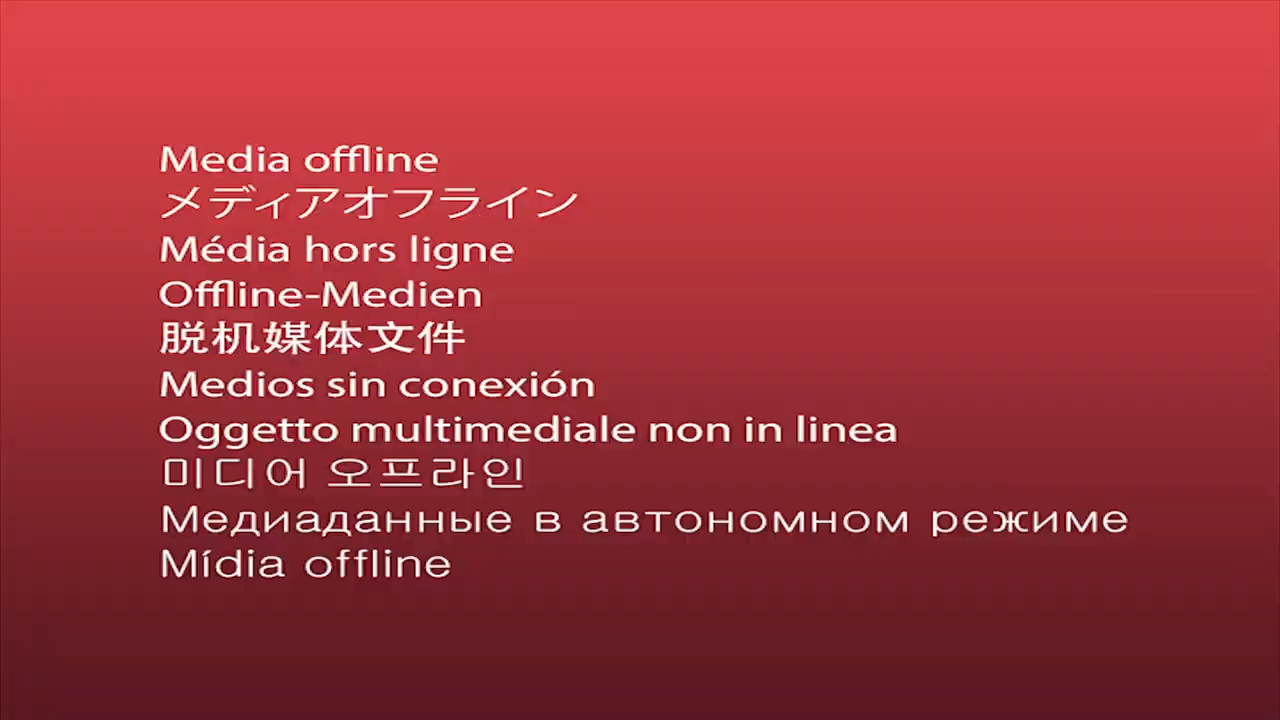 Media offline
メディアオフライン
Média hors ligne
Offline-Medien
脱机媒体文件
Medios sin conexión
Oggetto multimediale non in linea
미디어 오프라인
Медиаданные в автономном режиме
Mídia offline